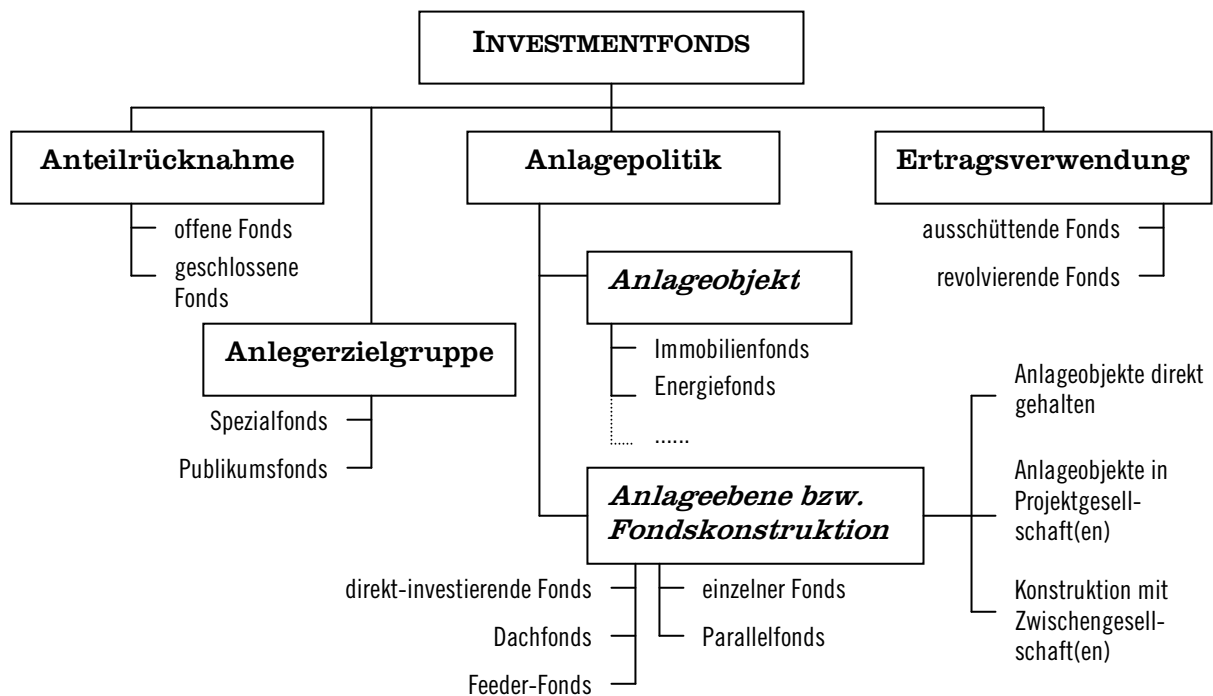 INVESTMENTFONDS
Anteilrücknahme
offene Fonds
geschlossene
Fonds
Anlegerzielgruppe
Spezialfonds
Publikumsfonds
Anlagepolitik
Anlageobjekt
Immobilienfonds
Energiefonds
......
Anlageebene bzw.
Fondskonstruktion
direkt-investierende Fonds
Dachfonds
Feeder-Fonds
einzelner Fonds
Parallelfonds
Anlageobjekte direkt
gehalten
Anlageobjekte in
Projektgesell-
schaft(en)
Konstruktion mit
Zwischengesell-
schaft(en)
Ertragsverwendung
ausschüttende Fonds
revolvierende Fonds